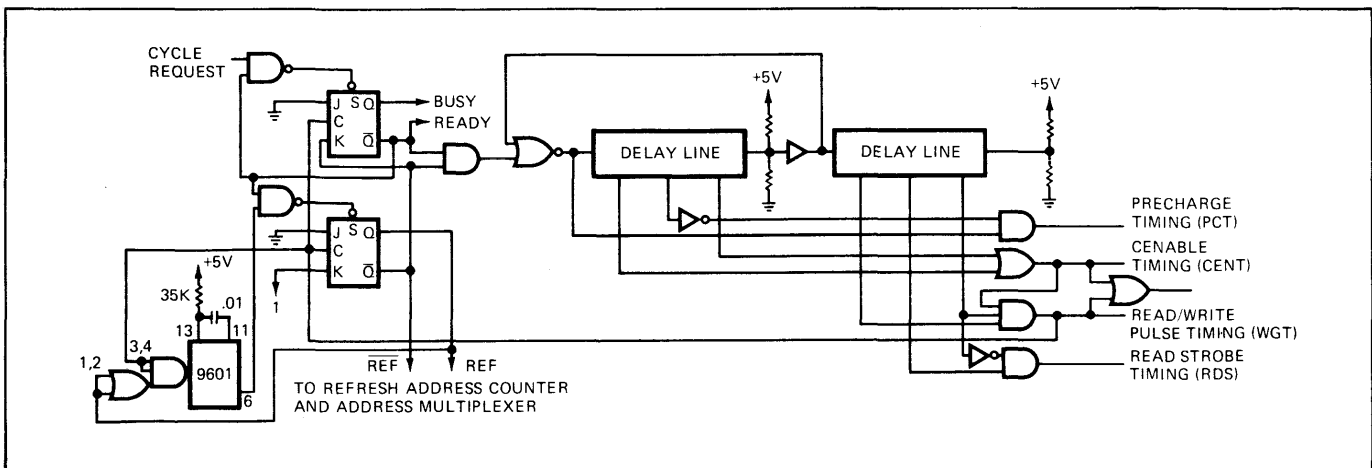 CYCLE
REQUEST
J S Q
C
K Q̅
BUSY
READY
+5V
DELAY LINE
+5V
DELAY LINE
PRECHARGE
TIMING (PCT)
CENABLE
TIMING (CENT)
READ/WRITE
PULSE TIMING (WGT)
READ STROBE
TIMING (RDS)
J S Q
C
K Q̅
1
+5V
35K
.01
13
11
3,4
1,2
9601
6
R̅E̅F̅
REF
TO REFRESH ADDRESS COUNTER
AND ADDRESS MULTIPLEXER